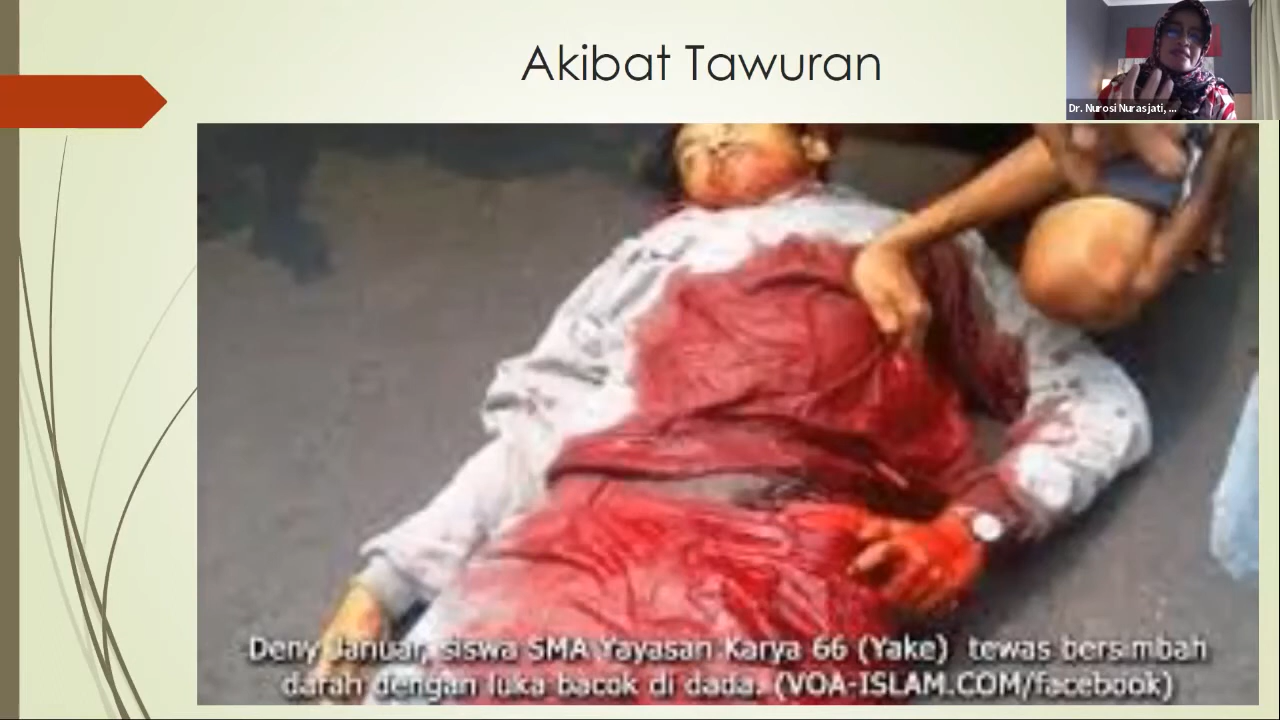 Akibat Tawuran
Dr. Nurosi Nurasjati, ...
Deny Januar, siswa SMA Yayasan Karya 66 (Yake) tewas bersimbah
darah dengan luka bacok di dada. (VOA-ISLAM.COM/facebook)